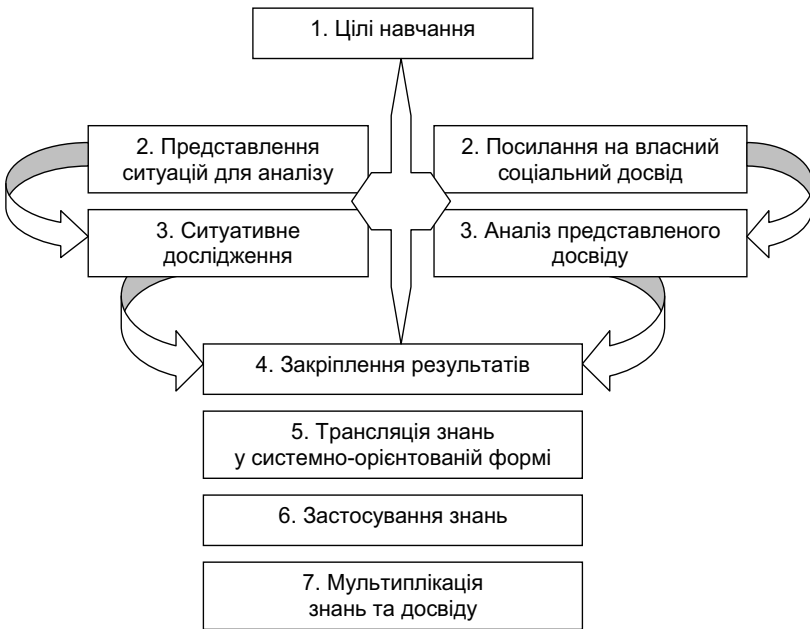 1. Цілі навчання
2. Представлення
ситуацій для аналізу
2. Посилання на власний
соціальний досвід
3. Ситуативне
дослідження
3. Аналіз представленого
досвіду
4. Закріплення результатів
5. Трансляція знань
у системно-орієнтованій формі
6. Застосування знань
7. Мультиплікація
знань та досвіду